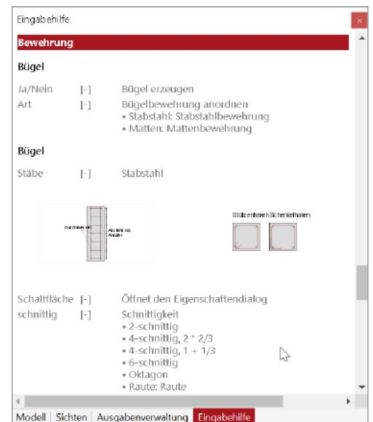 Eingabehilfe
Bewehrung
Bügel
Ja/Nein [-] Bügel erzeugen
Art [-] Bügelbewehrung anordnen
• Stabstahl: Stabstahlbewehrung
• Matten: Mattenbewehrung
Bügel
Stäbe [-] Stabstahl
Schaltfläche [-] Öffnet den Eigenschaftendialog
schnittig [-] Schnittigkeit
• 2-schnittig
• 4-schnittig, 2 * 2/3
• 4-schnittig, 1 + 1/3
• 6-schnittig
• Oktagon
• Raute: Raute
Modell Sichten Ausgabenverwaltung Eingabehilfe